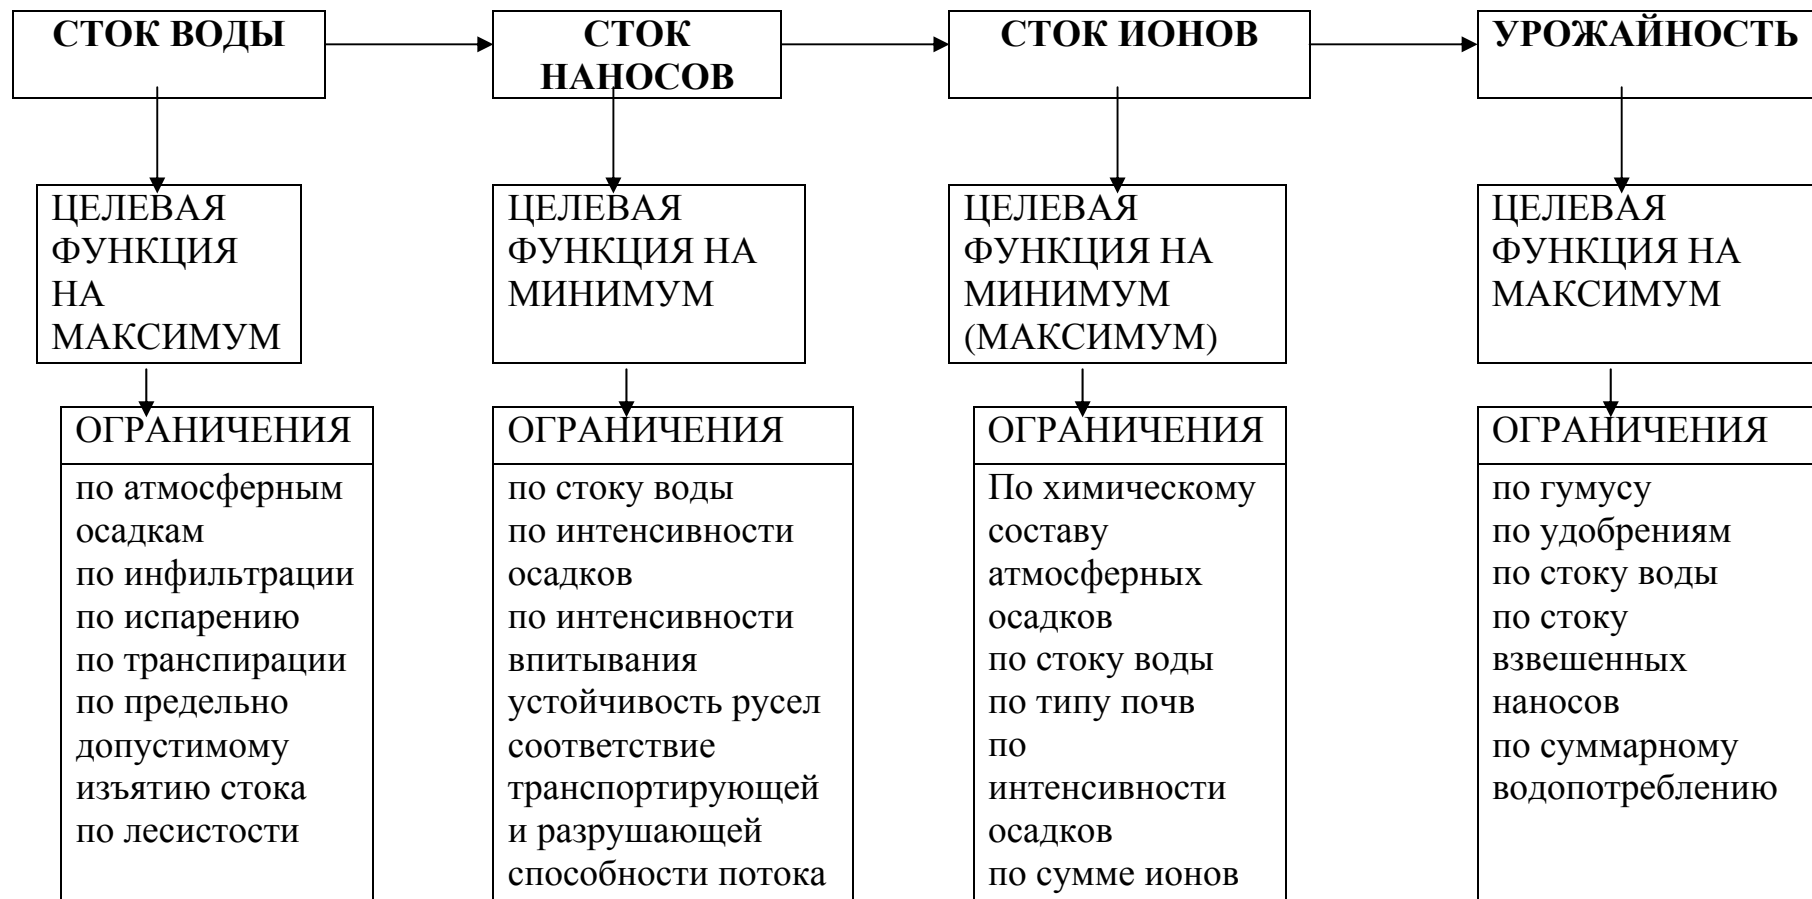 СТОК ВОДЫ
СТОК
НАНОСОВ
СТОК ИОНОВ
УРОЖАЙНОСТЬ
ЦЕЛЕВАЯ
ФУНКЦИЯ
НА
МАКСИМУМ
ЦЕЛЕВАЯ
ФУНКЦИЯ НА
МИНИМУМ
ЦЕЛЕВАЯ
ФУНКЦИЯ НА
МИНИМУМ
(МАКСИМУМ)
ЦЕЛЕВАЯ
ФУНКЦИЯ НА
МАКСИМУМ
ОГРАНИЧЕНИЯ
по атмосферным
осадкам
по инфильтрации
по испарению
по транспирации
по предельно
допустимому
изъятию стока
по лесистости
ОГРАНИЧЕНИЯ
по стоку воды
по интенсивности
осадков
по интенсивности
впитывания
устойчивость русел
соответствие
транспортирующей
и разрушающей
способности потока
ОГРАНИЧЕНИЯ
По химическому
составу
атмосферных
осадков
по стоку воды
по типу почв
по
интенсивности
осадков
по сумме ионов
ОГРАНИЧЕНИЯ
по гумусу
по удобрениям
по стоку воды
по стоку
взвешенных
наносов
по суммарному
водопотреблению